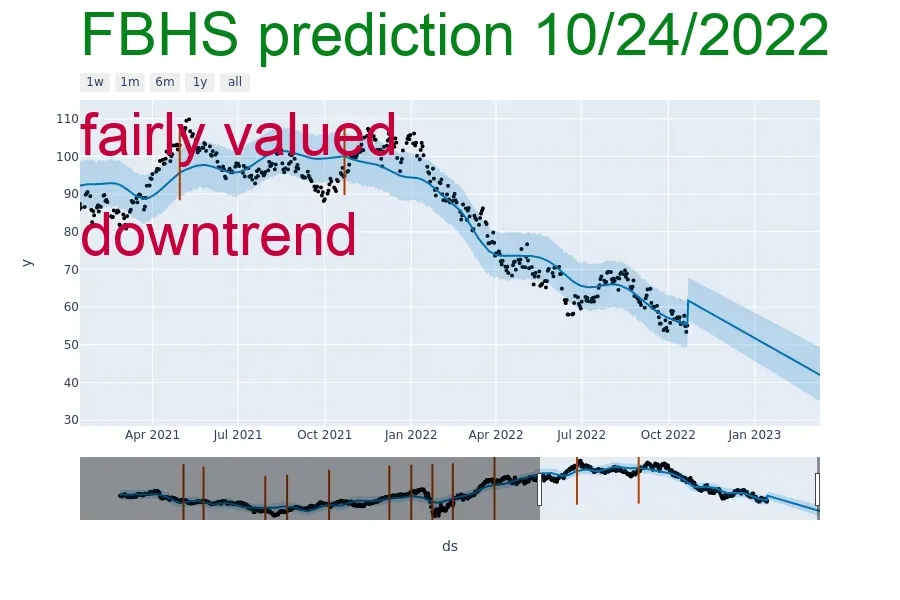 FBHS prediction 10/24/2022
1w 1m 6m 1y all
110
fairly valued
100
90
80
downtrend
70
y
60
50
40
30
Apr 2021 Jul 2021 Oct 2021 Jan 2022 Apr 2022 Jul 2022 Oct 2022 Jan 2023
ds